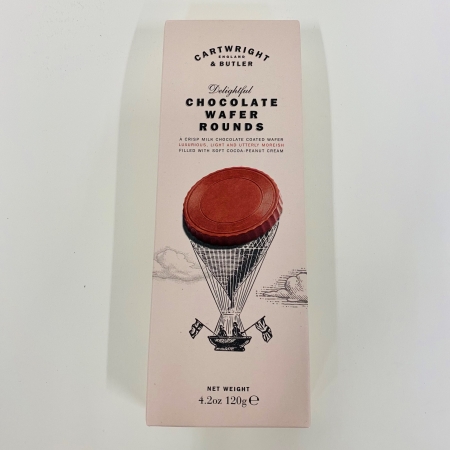 CARTWRIGHT
ENGLAND
& BUTLER
Delightful
CHOCOLATE
WAFER
ROUNDS
A CRISP MILK CHOCOLATE COATED WAFER
LUXURIOUS, LIGHT AND UTTERLY MOREISH
FILLED WITH SOFT COCOA-PEANUT CREAM
NET WEIGHT
4.2oz 120g ℮